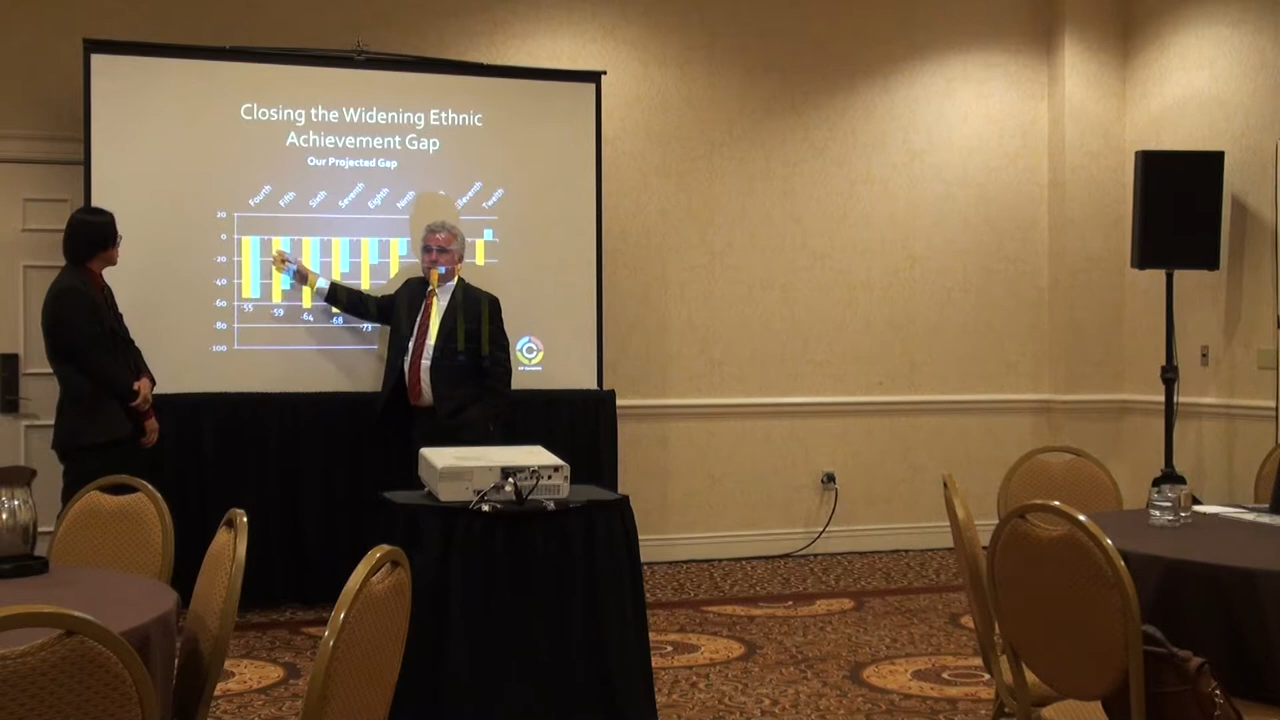 Closing the Widening Ethnic
Achievement Gap
Our Projected Gap
Fourth
Fifth
Sixth
Seventh
Eighth
Ninth
Eleventh
Twelth
20
0
-20
-40
-60
-80
-100
-55
-59
-64
-68
-73